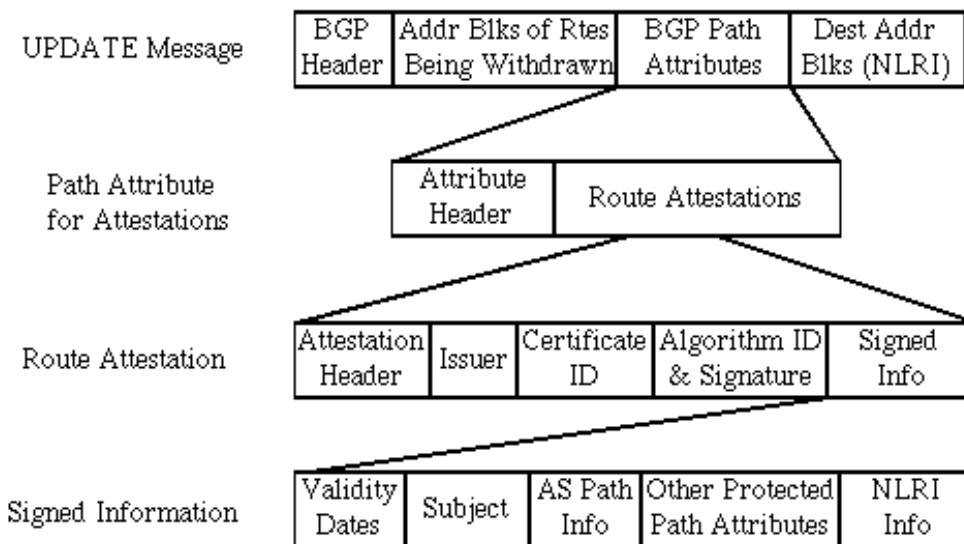 UPDATE Message
BGP
Header
Addr Blks of Rtes
Being Withdrawn
BGP Path
Attributes
Dest Addr
Blks (NLRI)
Path Attribute
for Attestations
Attribute
Header
Route Attestations
Route Attestation
Attestation
Header
Issuer
Certificate
ID
Algorithm ID
& Signature
Signed
Info
Signed Information
Validity
Dates
Subject
AS Path
Info
Other Protected
Path Attributes
NLRI
Info